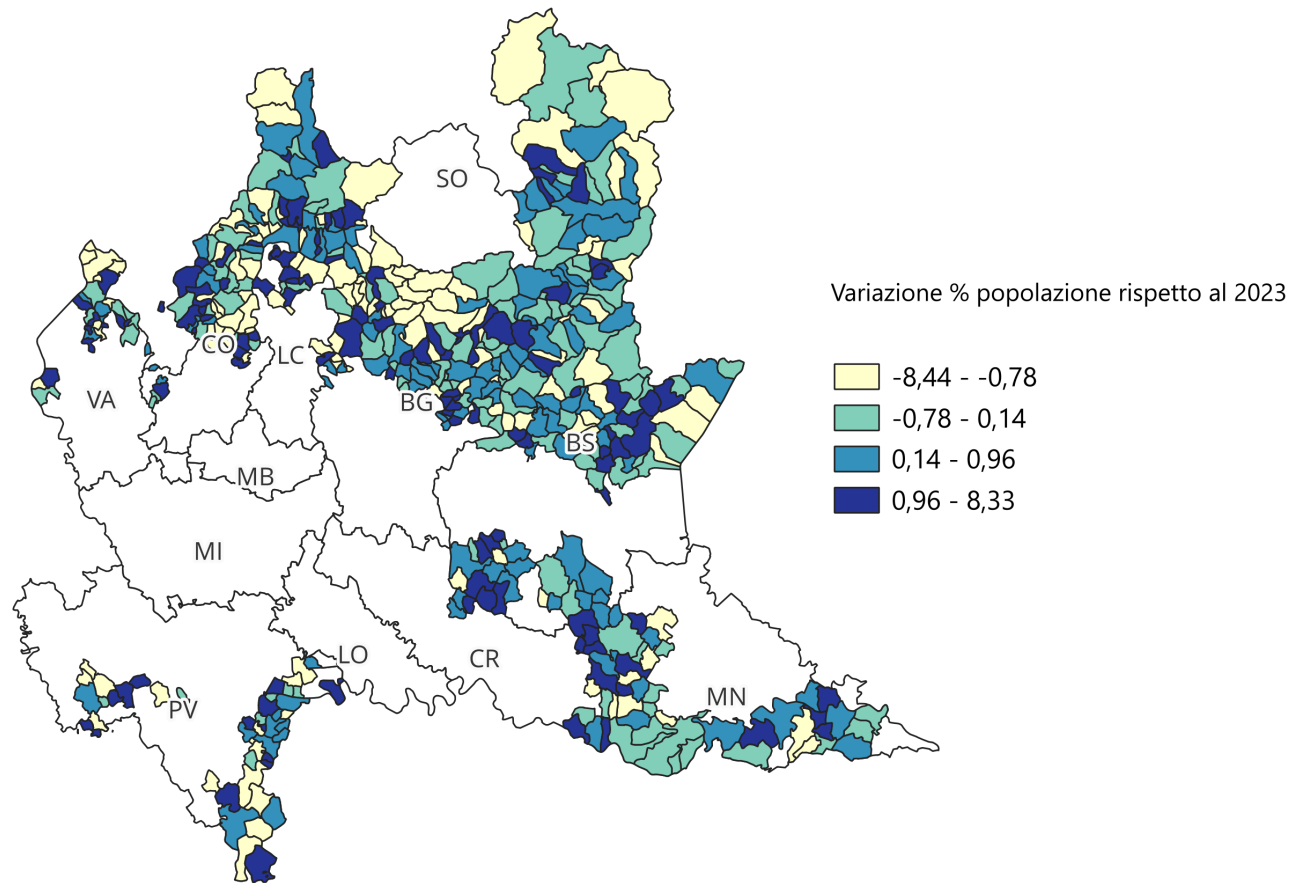 SO
Variazione % popolazione rispetto al 2023
CO
LC
-8,44 - -0,78
VA
BG
-0,78 - 0,14
BS
0,14 - 0,96
MB
0,96 - 8,33
MI
LO
CR
MN
PV